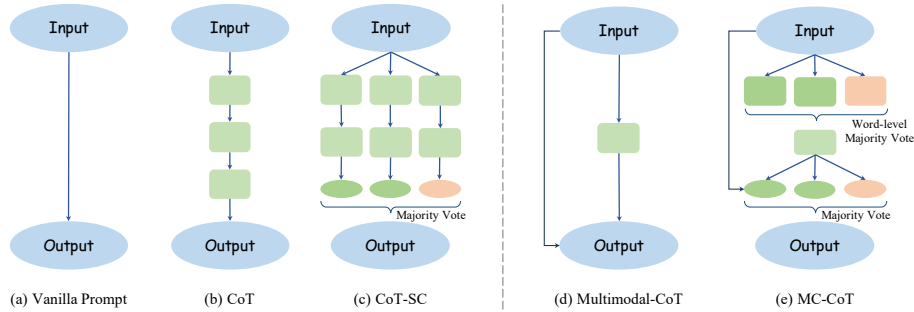 Input
Input
Input
Input
Input
Word-level
Majority Vote
Majority Vote
Majority Vote
Output
Output
Output
Output
Output
(a) Vanilla Prompt
(b) CoT
(c) CoT-SC
(d) Multimodal-CoT
(e) MC-CoT